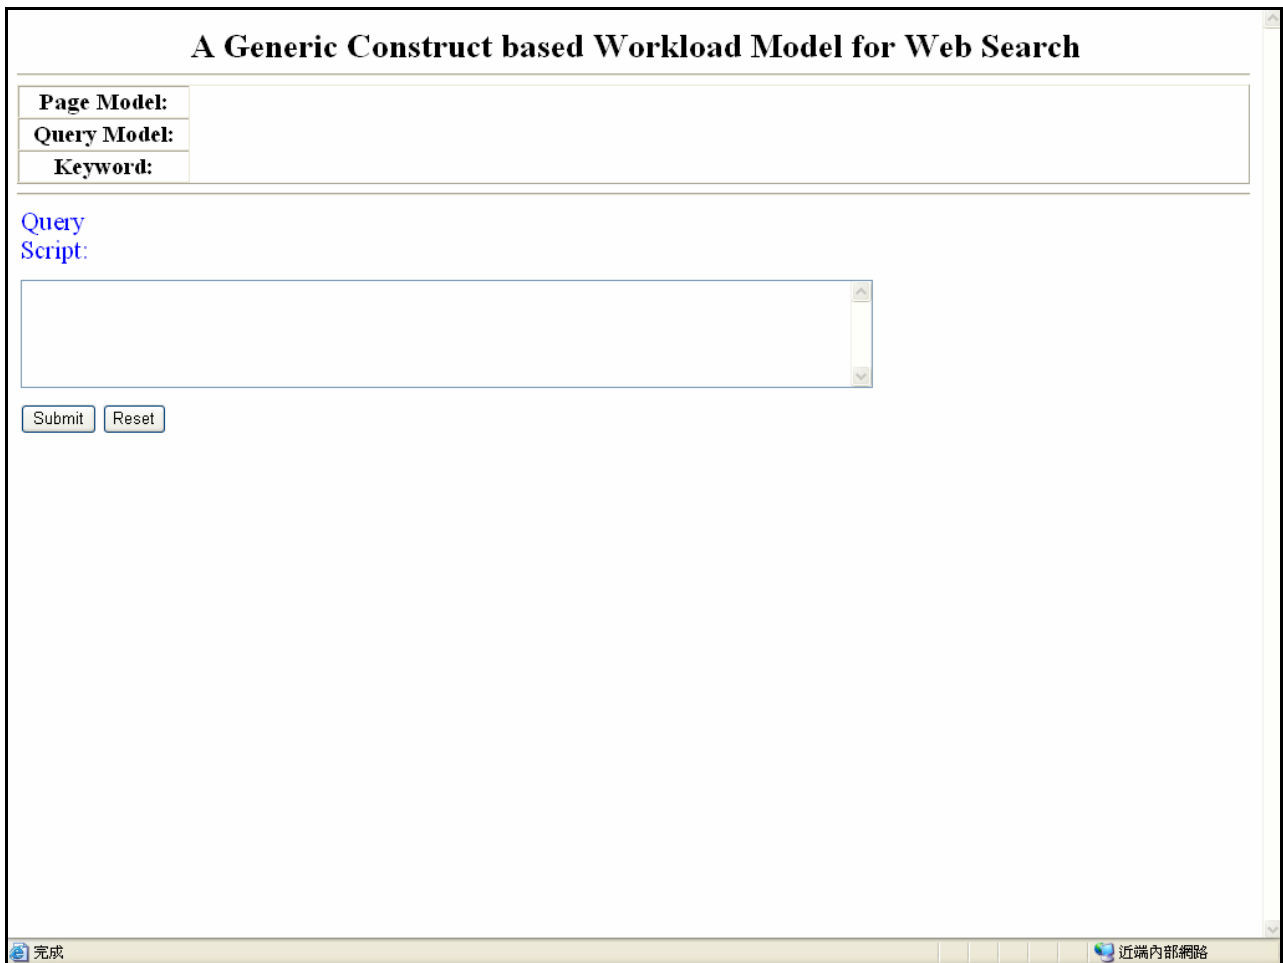 A Generic Construct based Workload Model for Web Search
Page Model:
Query Model:
Keyword:
Query
Script:
Submit Reset
完成 近端內部網路